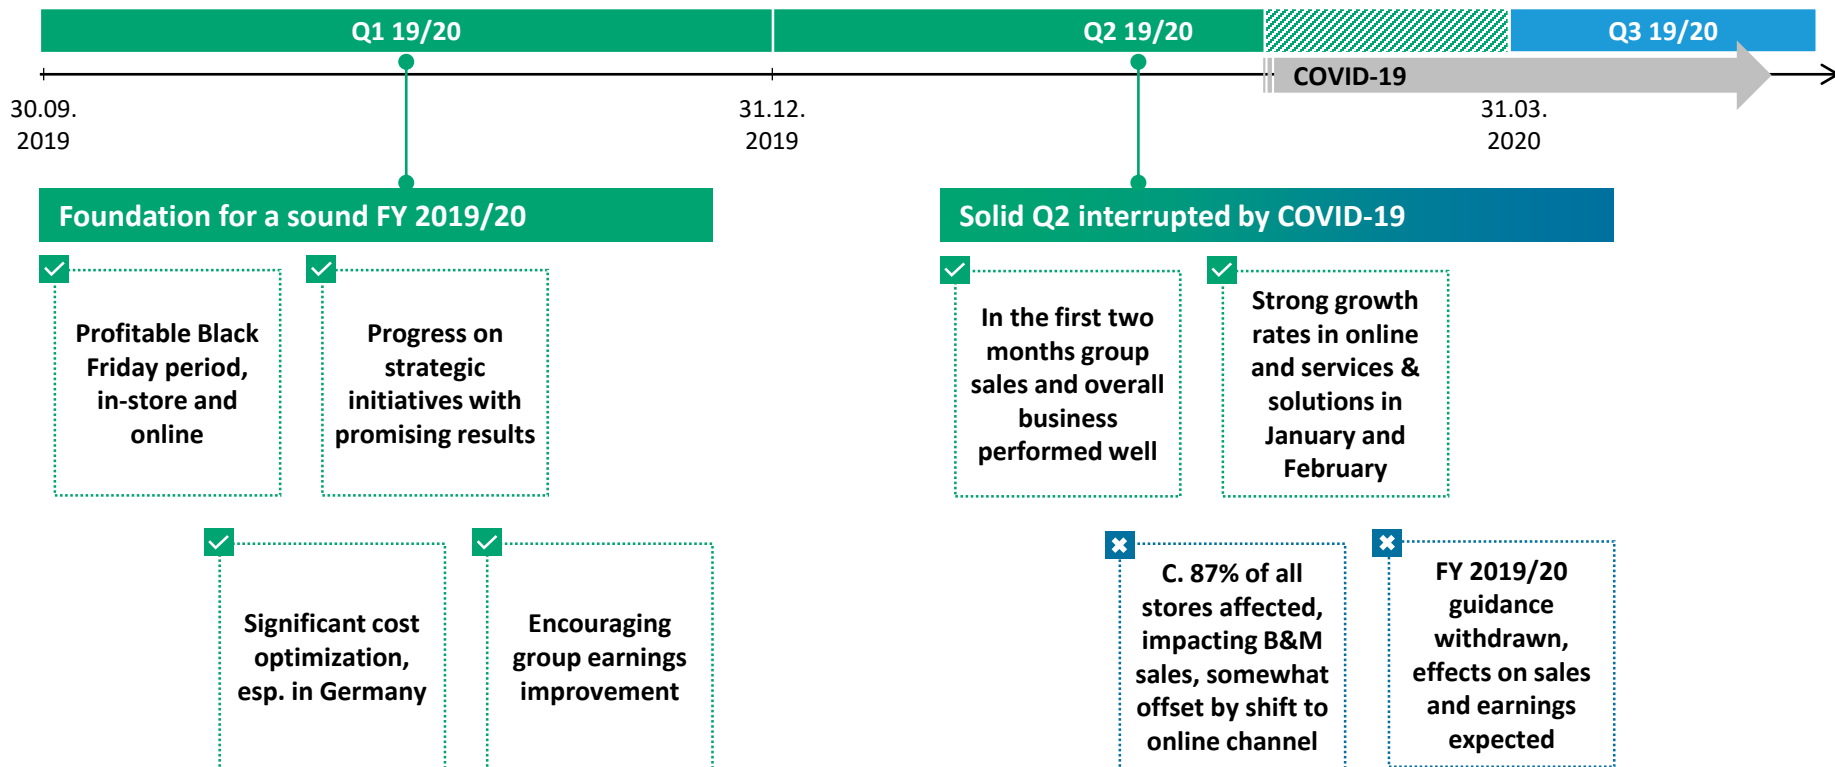 Q1 19/20
Q2 19/20
Q3 19/20
COVID-19
30.09.
2019
31.12.
2019
31.03.
2020
Foundation for a sound FY 2019/20
Profitable Black
Friday period,
in-store and
online
Progress on
strategic
initiatives with
promising results
Significant cost
optimization,
esp. in Germany
Encouraging
group earnings
improvement
Solid Q2 interrupted by COVID-19
In the first two
months group
sales and overall
business
performed well
Strong growth
rates in online
and services &
solutions in
January and
February
C. 87% of all
stores affected,
impacting B&M
sales, somewhat
offset by shift to
online channel
FY 2019/20
guidance
withdrawn,
effects on sales
and earnings
expected